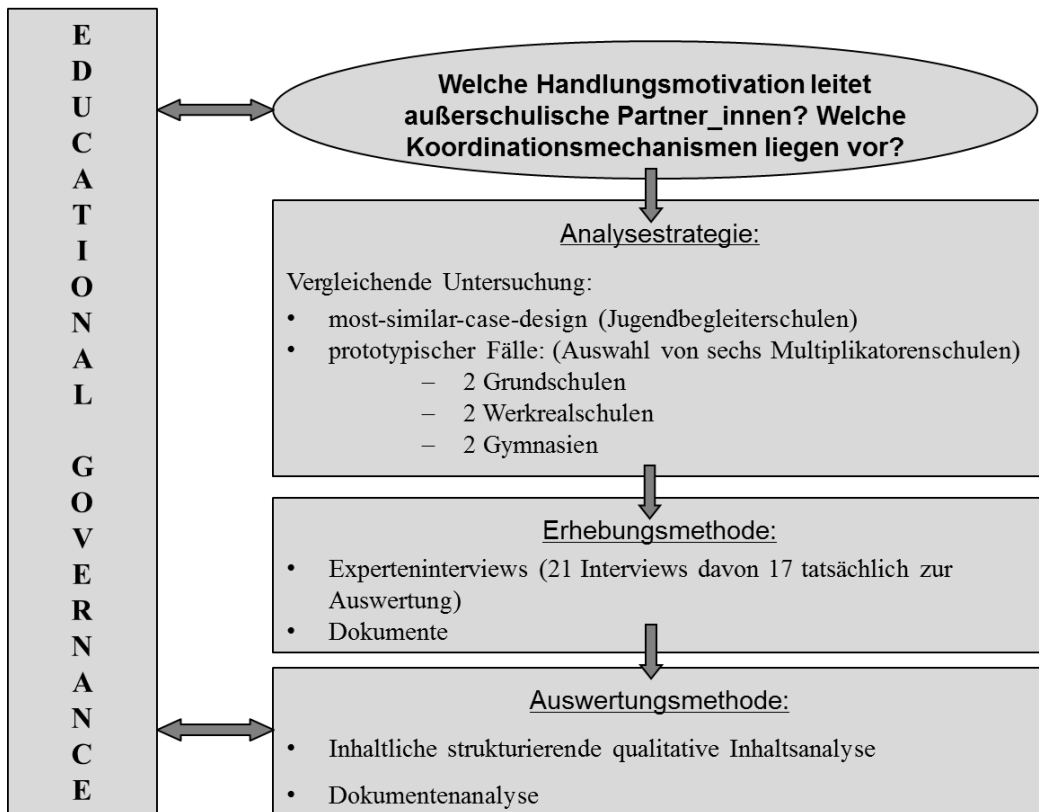 E
D
U
C
A
T
I
O
N
A
L
G
O
V
E
R
N
A
N
C
E
Welche Handlungsmotivation leitet
außerschulische Partner_innen? Welche
Koordinationsmechanismen liegen vor?
Analysestrategie:
Vergleichende Untersuchung:
• most-similar-case-design (Jugendbegleiterschulen)
• prototypischer Fälle: (Auswahl von sechs Multiplikatorenschulen)
– 2 Grundschulen
– 2 Werkrealschulen
– 2 Gymnasien
Erhebungsmethode:
• Experteninterviews (21 Interviews davon 17 tatsächlich zur
Auswertung)
• Dokumente
Auswertungsmethode:
• Inhaltliche strukturierende qualitative Inhaltsanalyse
• Dokumentenanalyse